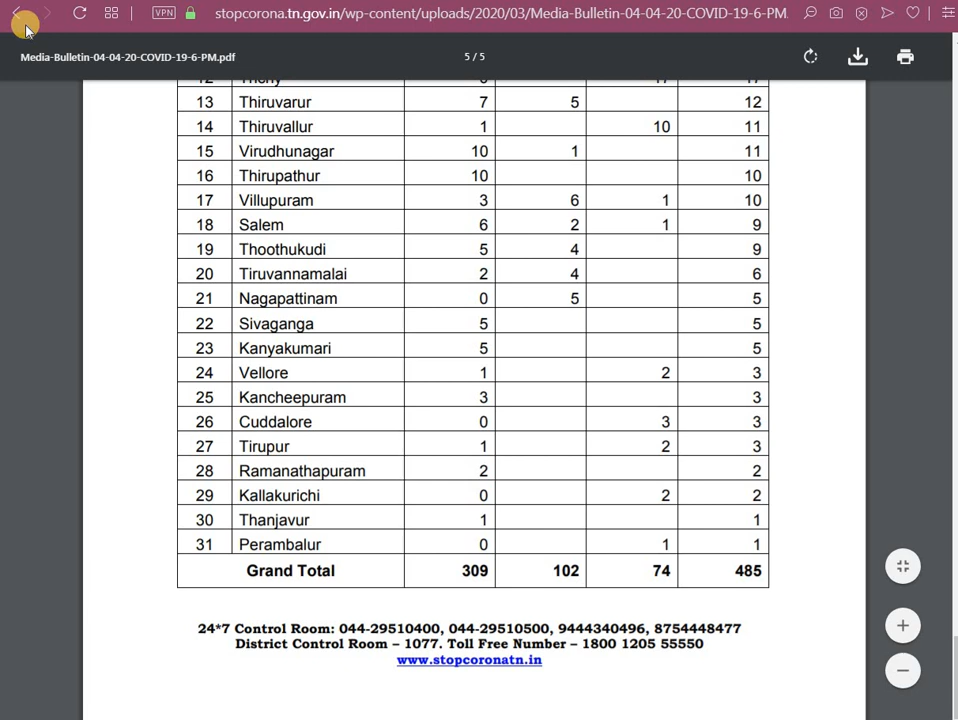 VPN stopcorona.tn.gov.in/wp-content/uploads/2020/03/Media-Bulletin-04-04-20-COVID-19-6-PM.
Media-Bulletin-04-04-20-COVID-19-6-PM.pdf 5 / 5
13 Thiruvarur 7 5 12
14 Thiruvallur 1 10 11
15 Virudhunagar 10 1 11
16 Thirupathur 10 10
17 Villupuram 3 6 1 10
18 Salem 6 2 1 9
19 Thoothukudi 5 4 9
20 Tiruvannamalai 2 4 6
21 Nagapattinam 0 5 5
22 Sivaganga 5 5
23 Kanyakumari 5 5
24 Vellore 1 2 3
25 Kancheepuram 3 3
26 Cuddalore 0 3 3
27 Tirupur 1 2 3
28 Ramanathapuram 2 2
29 Kallakurichi 0 2 2
30 Thanjavur 1 1
31 Perambalur 0 1 1
Grand Total 309 102 74 485
24*7 Control Room: 044-29510400, 044-29510500, 9444340496, 8754448477
District Control Room – 1077. Toll Free Number – 1800 1205 55550
www.stopcoronatn.in